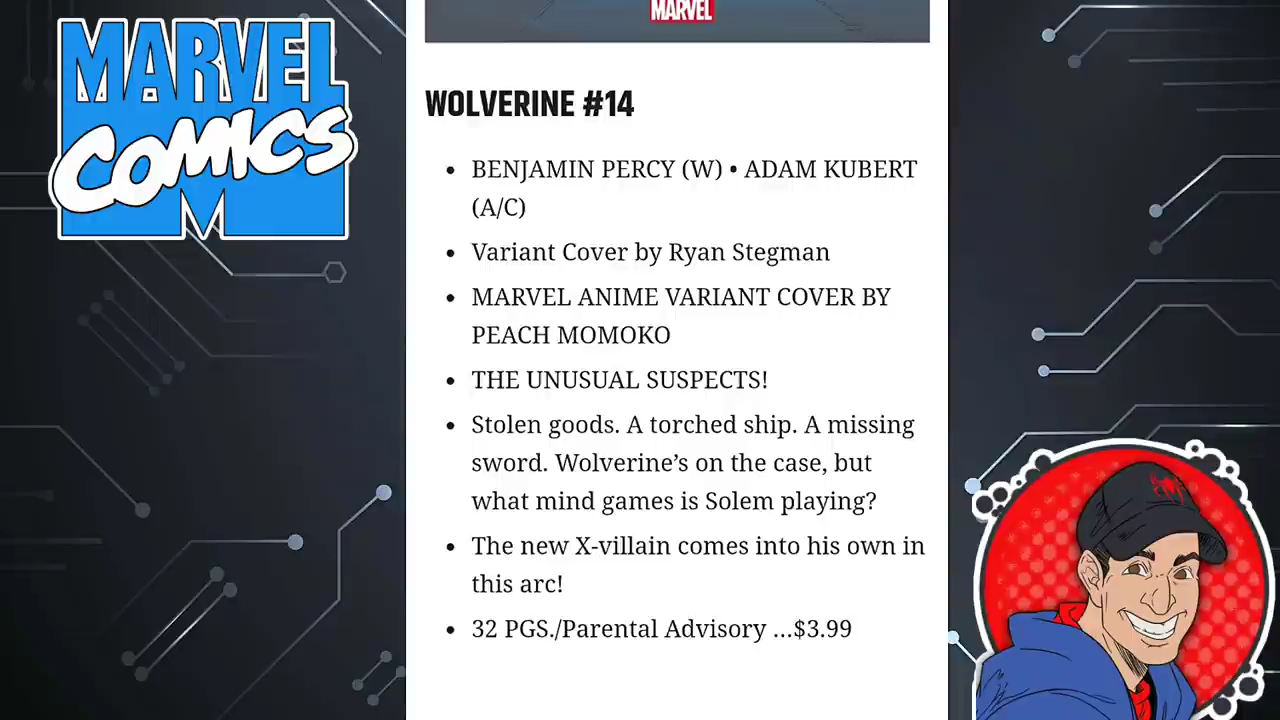 MARVEL
MARVEL
COMICS
M
WOLVERINE #14
• BENJAMIN PERCY (W) • ADAM KUBERT
(A/C)
• Variant Cover by Ryan Stegman
• MARVEL ANIME VARIANT COVER BY
PEACH MOMOKO
• THE UNUSUAL SUSPECTS!
• Stolen goods. A torched ship. A missing
sword. Wolverine’s on the case, but
what mind games is Solem playing?
• The new X-villain comes into his own in
this arc!
• 32 PGS./Parental Advisory ...$3.99